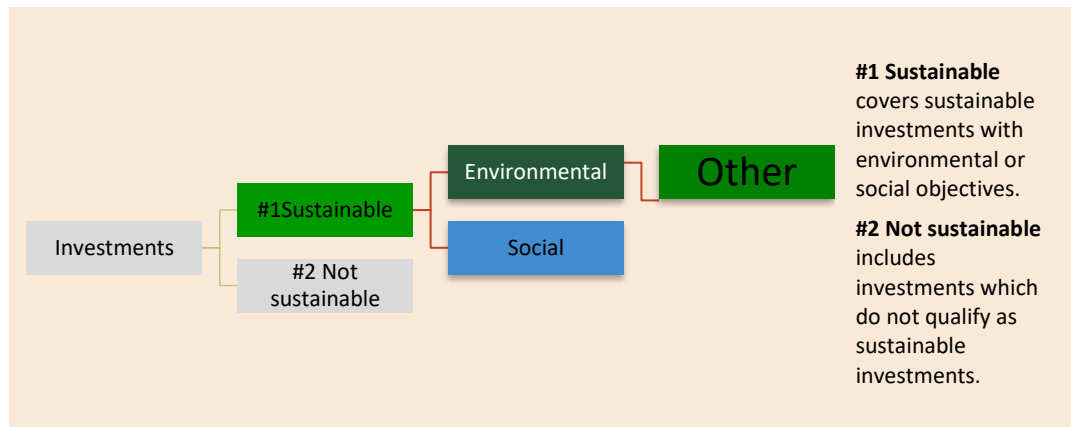 Investments
#1Sustainable
#2 Not
sustainable
Environmental
Social
Other
#1 Sustainable
covers sustainable
investments with
environmental or
social objectives.
#2 Not sustainable
includes
investments which
do not qualify as
sustainable
investments.